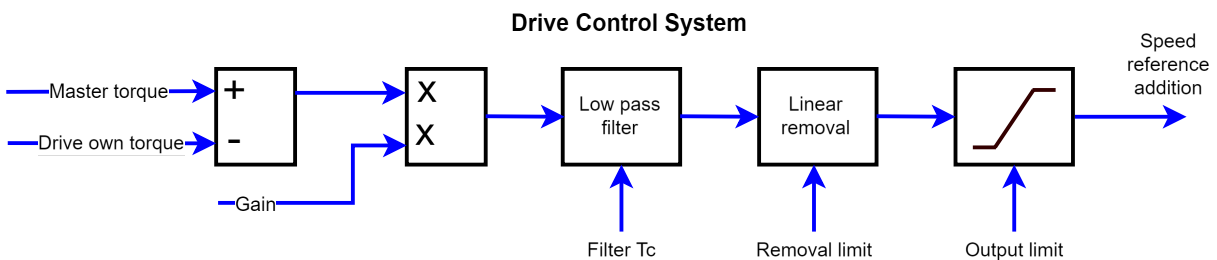 Drive Control System
Speed
reference
addition
Master torque
+
X
Low pass
filter
Linear
removal
Drive own torque
-
X
Gain
Filter Tc
Removal limit
Output limit